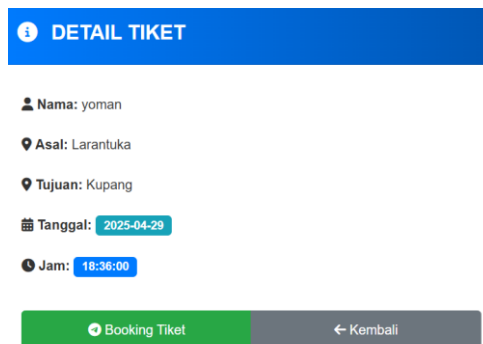 DETAIL TIKET
Nama: yoman
Asal: Larantuka
Tujuan: Kupang
Tanggal: 2025-04-29
Jam: 18:36:00
Booking Tiket
Kembali